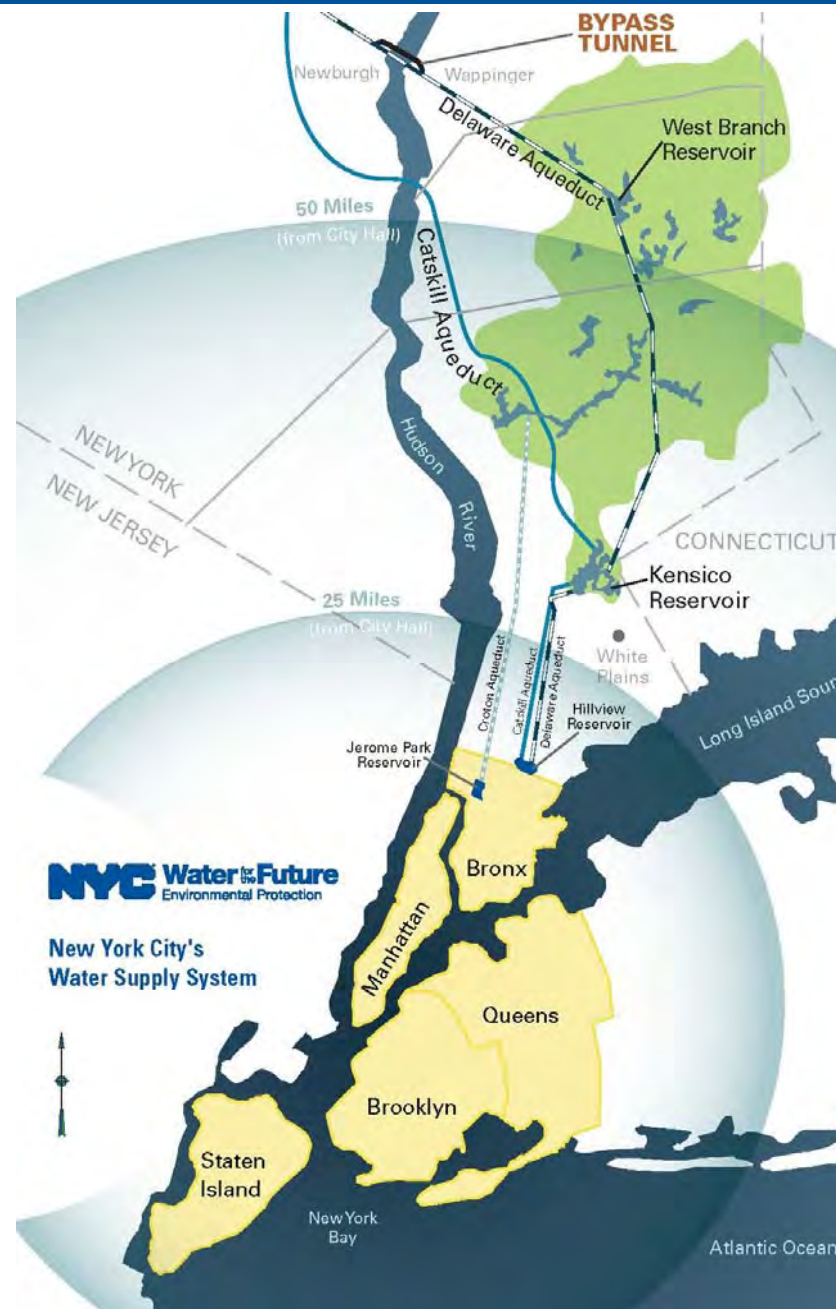 BYPASS
TUNNEL
Newburgh
Wappinger
Delaware Aqueduct
West Branch
Reservoir
50 Miles
(from City Hall)
Catskill Aqueduct
NEW YORK
NEW JERSEY
Hudson
River
CONNECTICUT
Kensico
Reservoir
25 Miles
(from City Hall)
White
Plains
Croton Aqueduct
Catskill Aqueduct
Delaware Aqueduct
Hillview
Reservoir
Long Island Soun
Jerome Park
Reservoir
NYC Water for the Future
Environmental Protection
Bronx
Manhattan
New York City's
Water Supply System
Queens
Brooklyn
Staten
Island
New York
Bay
Atlantic Ocean